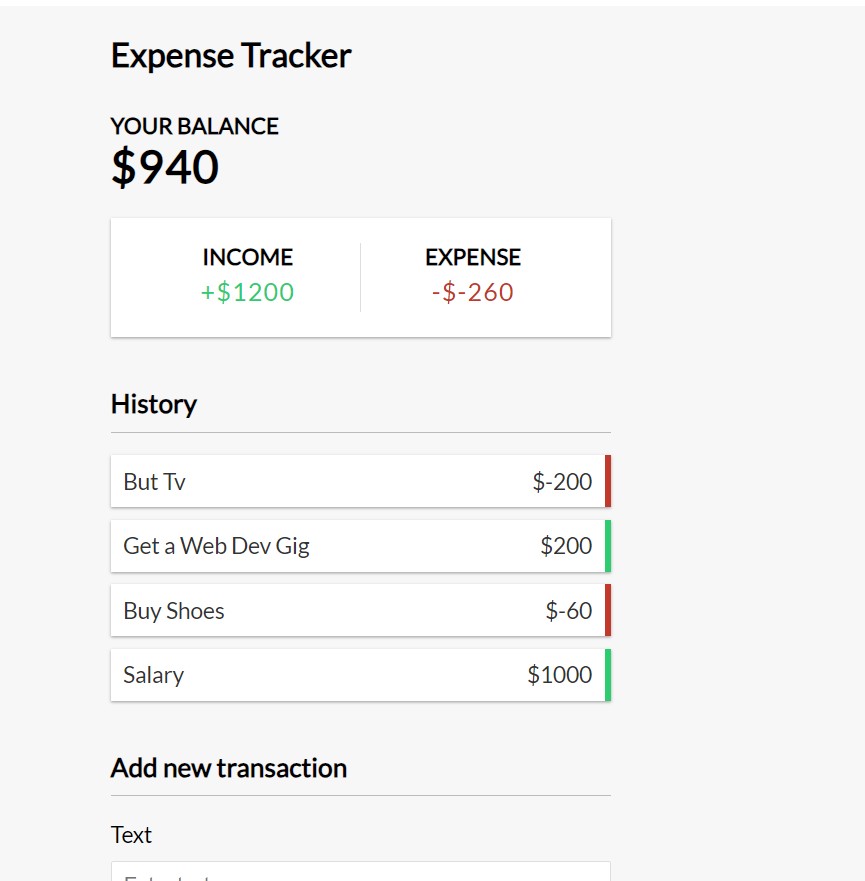 Expense Tracker
YOUR BALANCE
$940
INCOME
+$1200
EXPENSE
-$-260
History
But Tv $-200
Get a Web Dev Gig $200
Buy Shoes $-60
Salary $1000
Add new transaction
Text